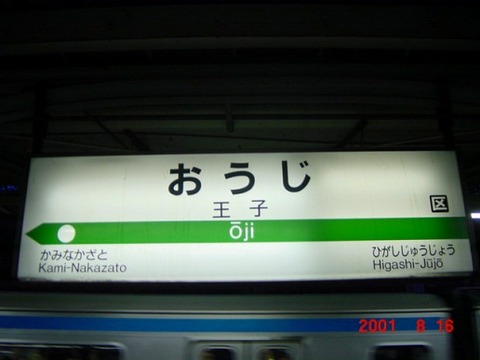 おうじ
王子
区
Ōji
かみなかざと
Kami-Nakazato
ひがしじゅうじょう
Higashi-Jūjō
2001 8 16